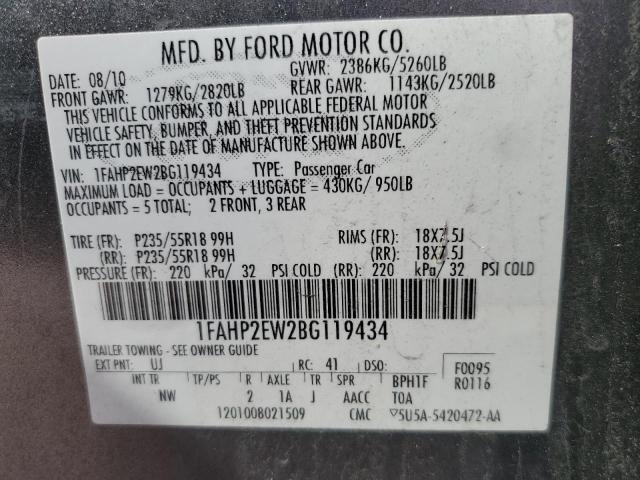 MFD. BY FORD MOTOR CO.
DATE: 08/10 GVWR: 2386KG/5260LB
FRONT GAWR: 1279KG/2820LB REAR GAWR: 1143KG/2520LB
THIS VEHICLE CONFORMS TO ALL APPLICABLE FEDERAL MOTOR
VEHICLE SAFETY, BUMPER, AND THEFT PREVENTION STANDARDS
IN EFFECT ON THE DATE OF MANUFACTURE SHOWN ABOVE.
VIN: 1FAHP2EW2BG119434 TYPE: Passenger Car
MAXIMUM LOAD = OCCUPANTS + LUGGAGE = 430KG/ 950LB
OCCUPANTS = 5 TOTAL; 2 FRONT, 3 REAR
TIRE (FR): P235/55R18 99H RIMS (FR): 18X7.5J
(RR): P235/55R18 99H (RR): 18X7.5J
PRESSURE (FR): 220 kPa/ 32 PSI COLD (RR): 220 kPa/ 32 PSI COLD
1FAHP2EW2BG119434
TRAILER TOWING - SEE OWNER GUIDE
EXT PNT: UJ RC: 41 DSO: F0095
INT TR TP/PS R AXLE TR SPR BPH1F R0116
NW 2 1A J AACC TOA
1201008021509 CMC ▽5U5A-5420472-AA